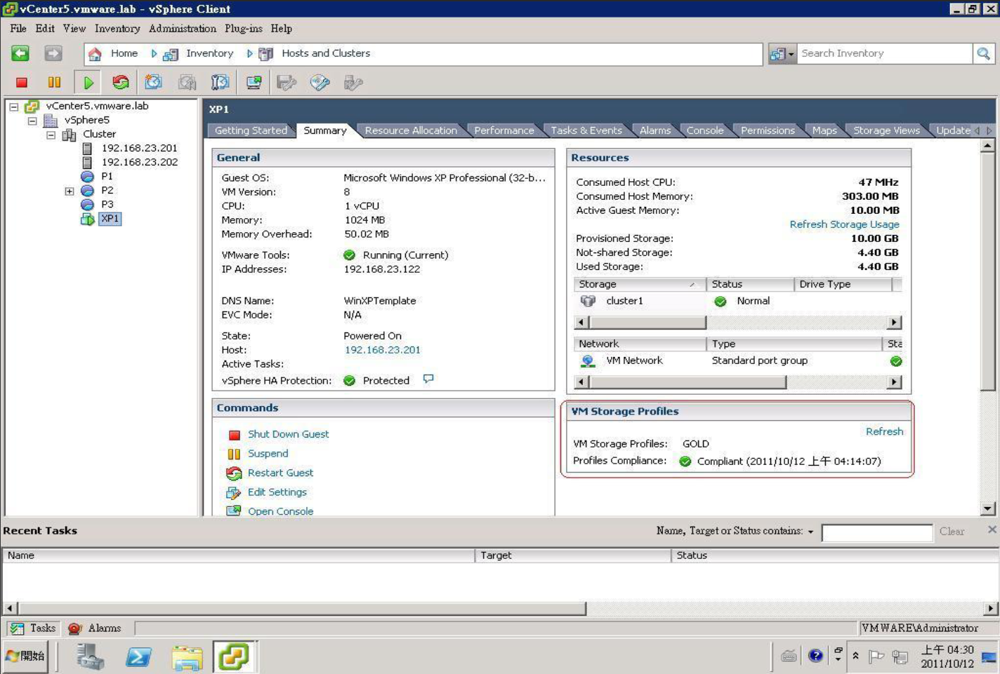 vCenter5.vmware.lab - vSphere Client
File Edit View Inventory Administration Plug-ins Help
Home Inventory Hosts and Clusters
Search Inventory
vCenter5.vmware.lab
vSphere5
Cluster
192.168.23.201
192.168.23.202
P1
P2
P3
XP1
XP1
Getting Started Summary Resource Allocation Performance Tasks & Events Alarms Console Permissions Maps Storage Views Update
General
Guest OS: Microsoft Windows XP Professional (32-b...
VM Version: 8
CPU: 1 vCPU
Memory: 1024 MB
Memory Overhead: 50.02 MB
VMware Tools: Running (Current)
IP Addresses: 192.168.23.122
DNS Name: WinXPTemplate
EVC Mode: N/A
State: Powered On
Host: 192.168.23.201
Active Tasks:
vSphere HA Protection: Protected
Commands
Shut Down Guest
Suspend
Restart Guest
Edit Settings
Open Console
Resources
Consumed Host CPU: 47 MHz
Consumed Host Memory: 303.00 MB
Active Guest Memory: 10.00 MB
Refresh Storage Usage
Provisioned Storage: 10.00 GB
Not-shared Storage: 4.40 GB
Used Storage: 4.40 GB
Storage Status Drive Type
cluster1 Normal
Network Type Sta
VM Network Standard port group
VM Storage Profiles
Refresh
VM Storage Profiles: GOLD
Profiles Compliance: Compliant (2011/10/12 上午 04:14:07)
Recent Tasks
Name, Target or Status contains: Clear
Name Target Status
Tasks Alarms
VMWARE\Administrator
開始
上午 04:30
2011/10/12